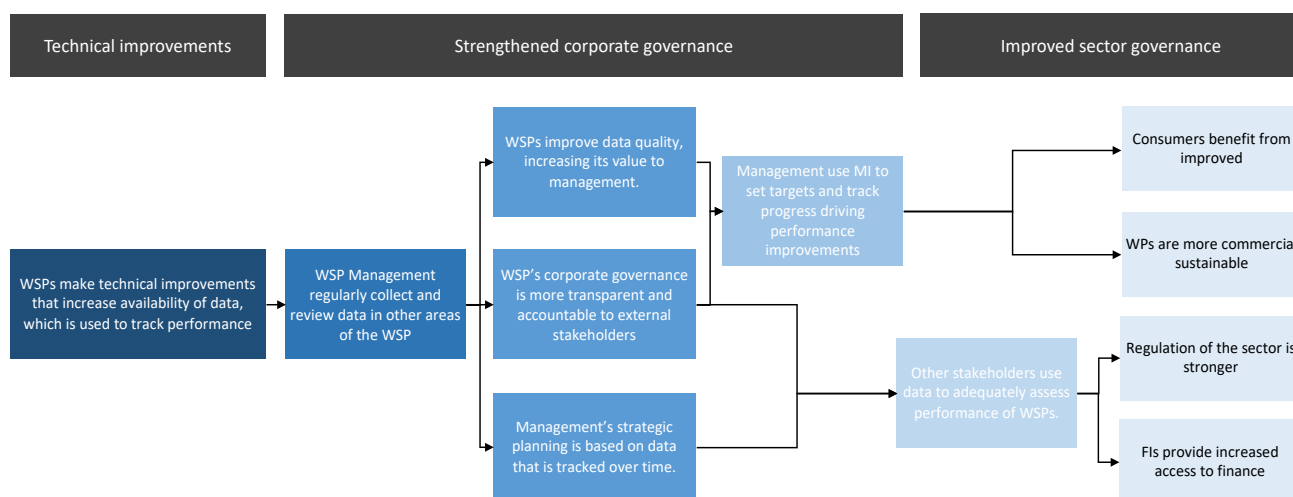 Technical improvements
Strengthened corporate governance
Improved sector governance
WSPs make technical improvements
that increase availability of data,
which is used to track performance
WSP Management
regularly collect and
review data in other areas
of the WSP
WSPs improve data quality,
increasing its value to
management.
WSP's corporate governance
is more transparent and
accountable to external
stakeholders
Management's strategic
planning is based on data
that is tracked over time.
Management use MI to
set targets and track
progress driving
performance
improvements
Other stakeholders use
data to adequately assess
performance of WSPs.
Consumers benefit from
improved
WPs are more commercia
sustainable
Regulation of the sector is
stronger
FIs provide increased
access to finance